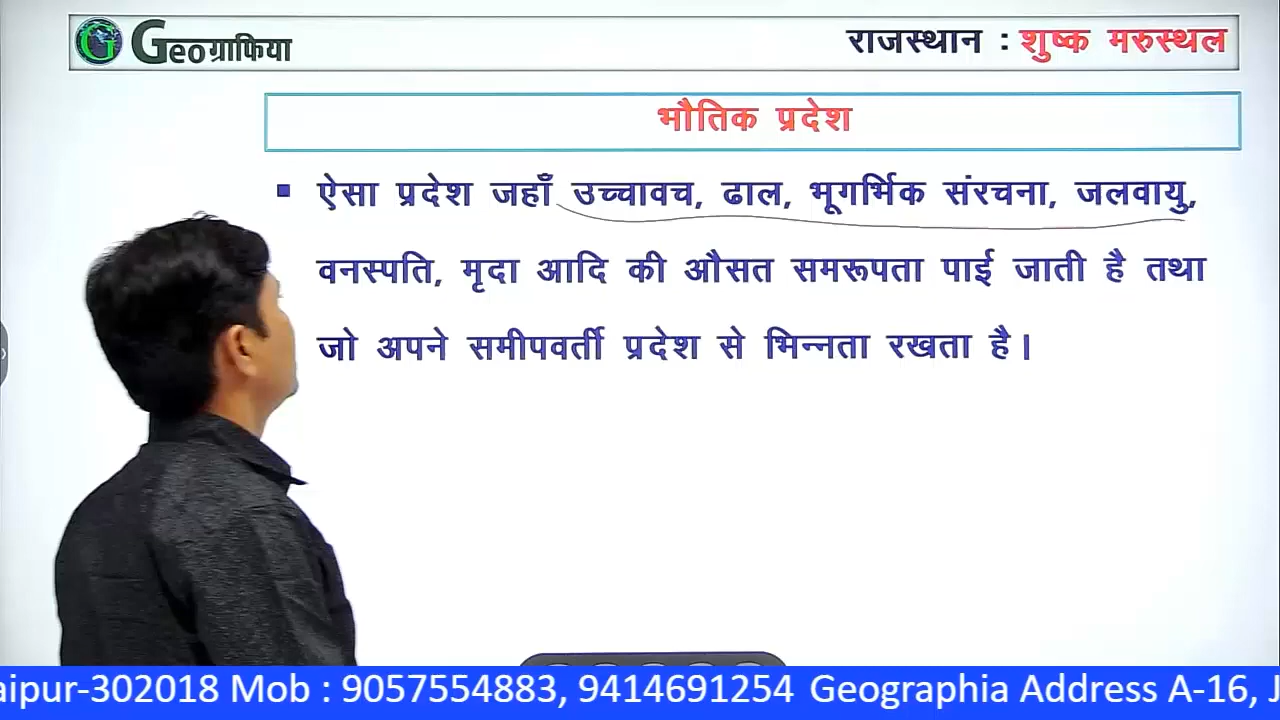 Geoग्राफिया
राजस्थान : शुष्क मरुस्थल
भौतिक प्रदेश
▪ ऐसा प्रदेश जहाँ उच्चावच, ढाल, भूगर्भिक संरचना, जलवायु,
वनस्पति, मृदा आदि की औसत समरूपता पाई जाती है तथा
जो अपने समीपवर्ती प्रदेश से भिन्नता रखता है।
aipur-302018 Mob : 9057554883, 9414691254 Geographia Address A-16, J